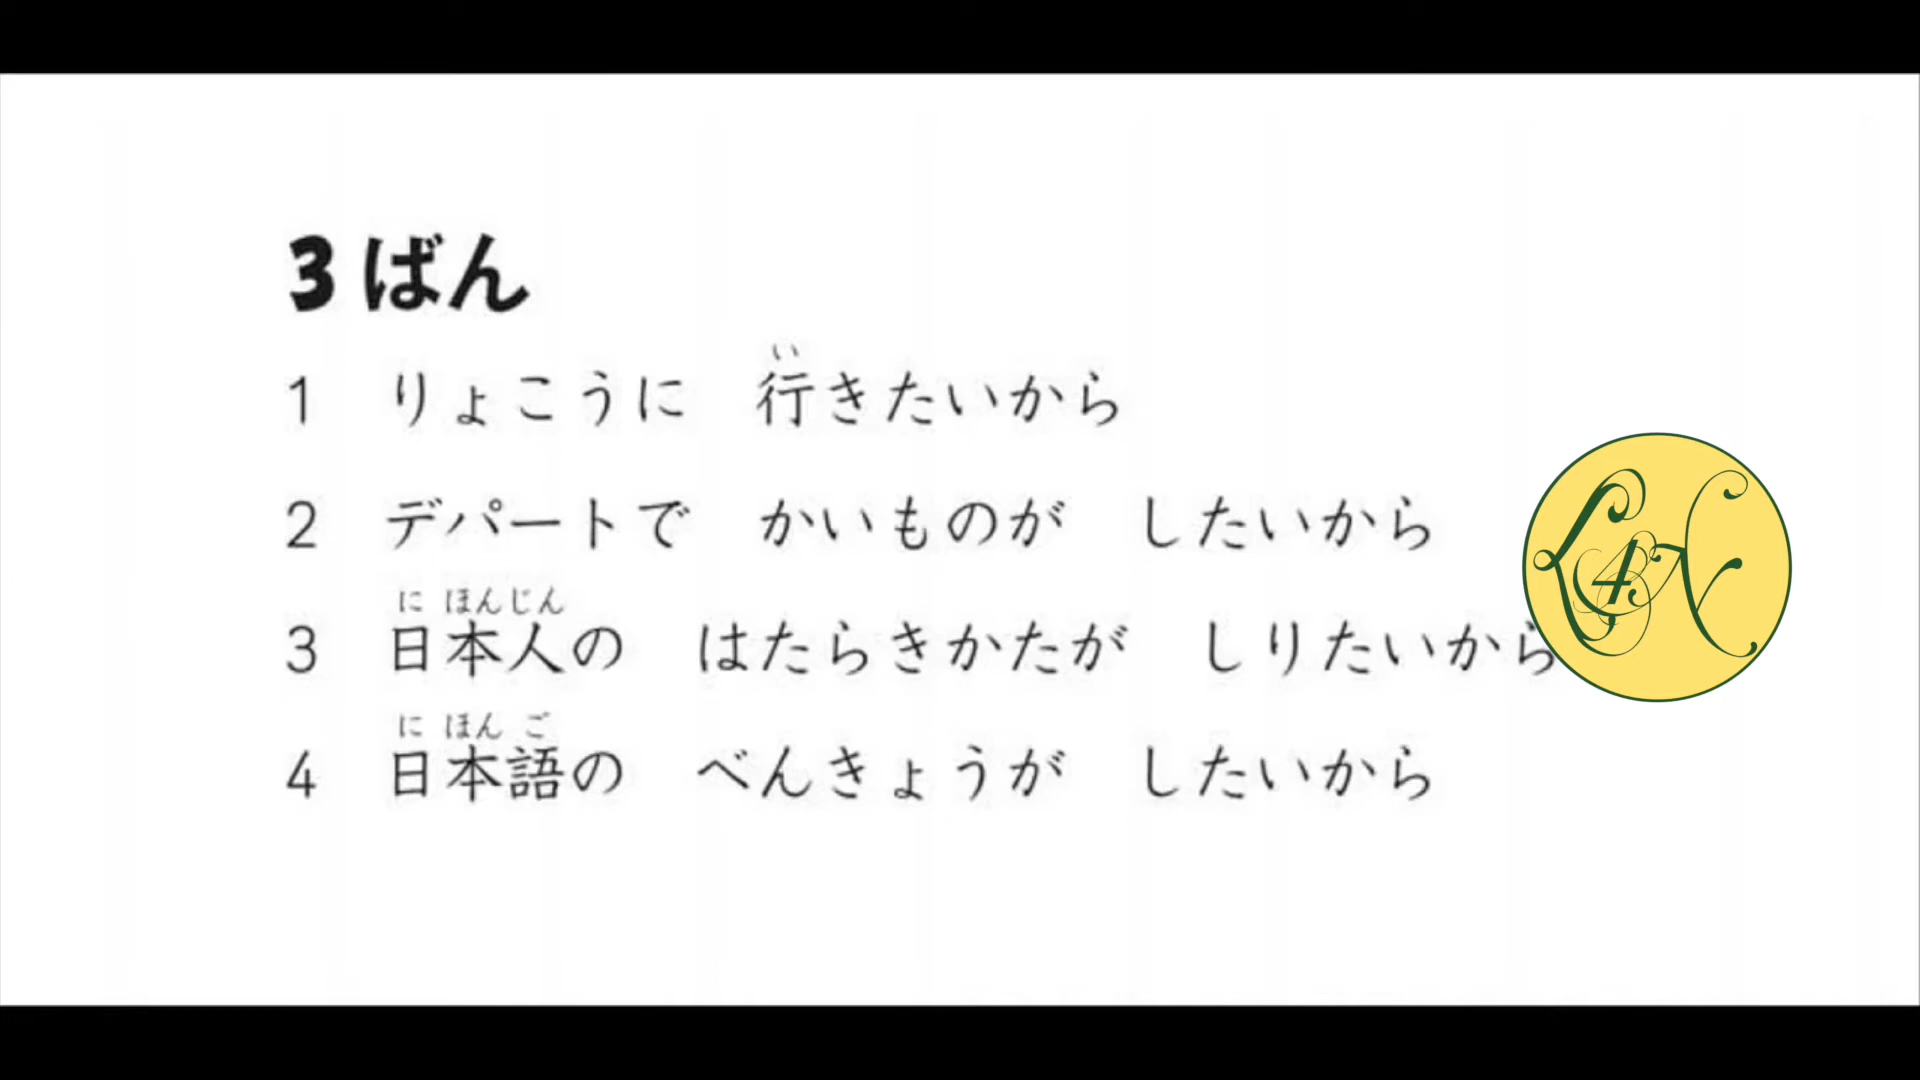 3ばん
1 りょこうに 行きたいから
2 デパートで かいものが したいから
3 日本人の はたらきかたが しりたいから
4 日本語の べんきょうが したいから
L4K